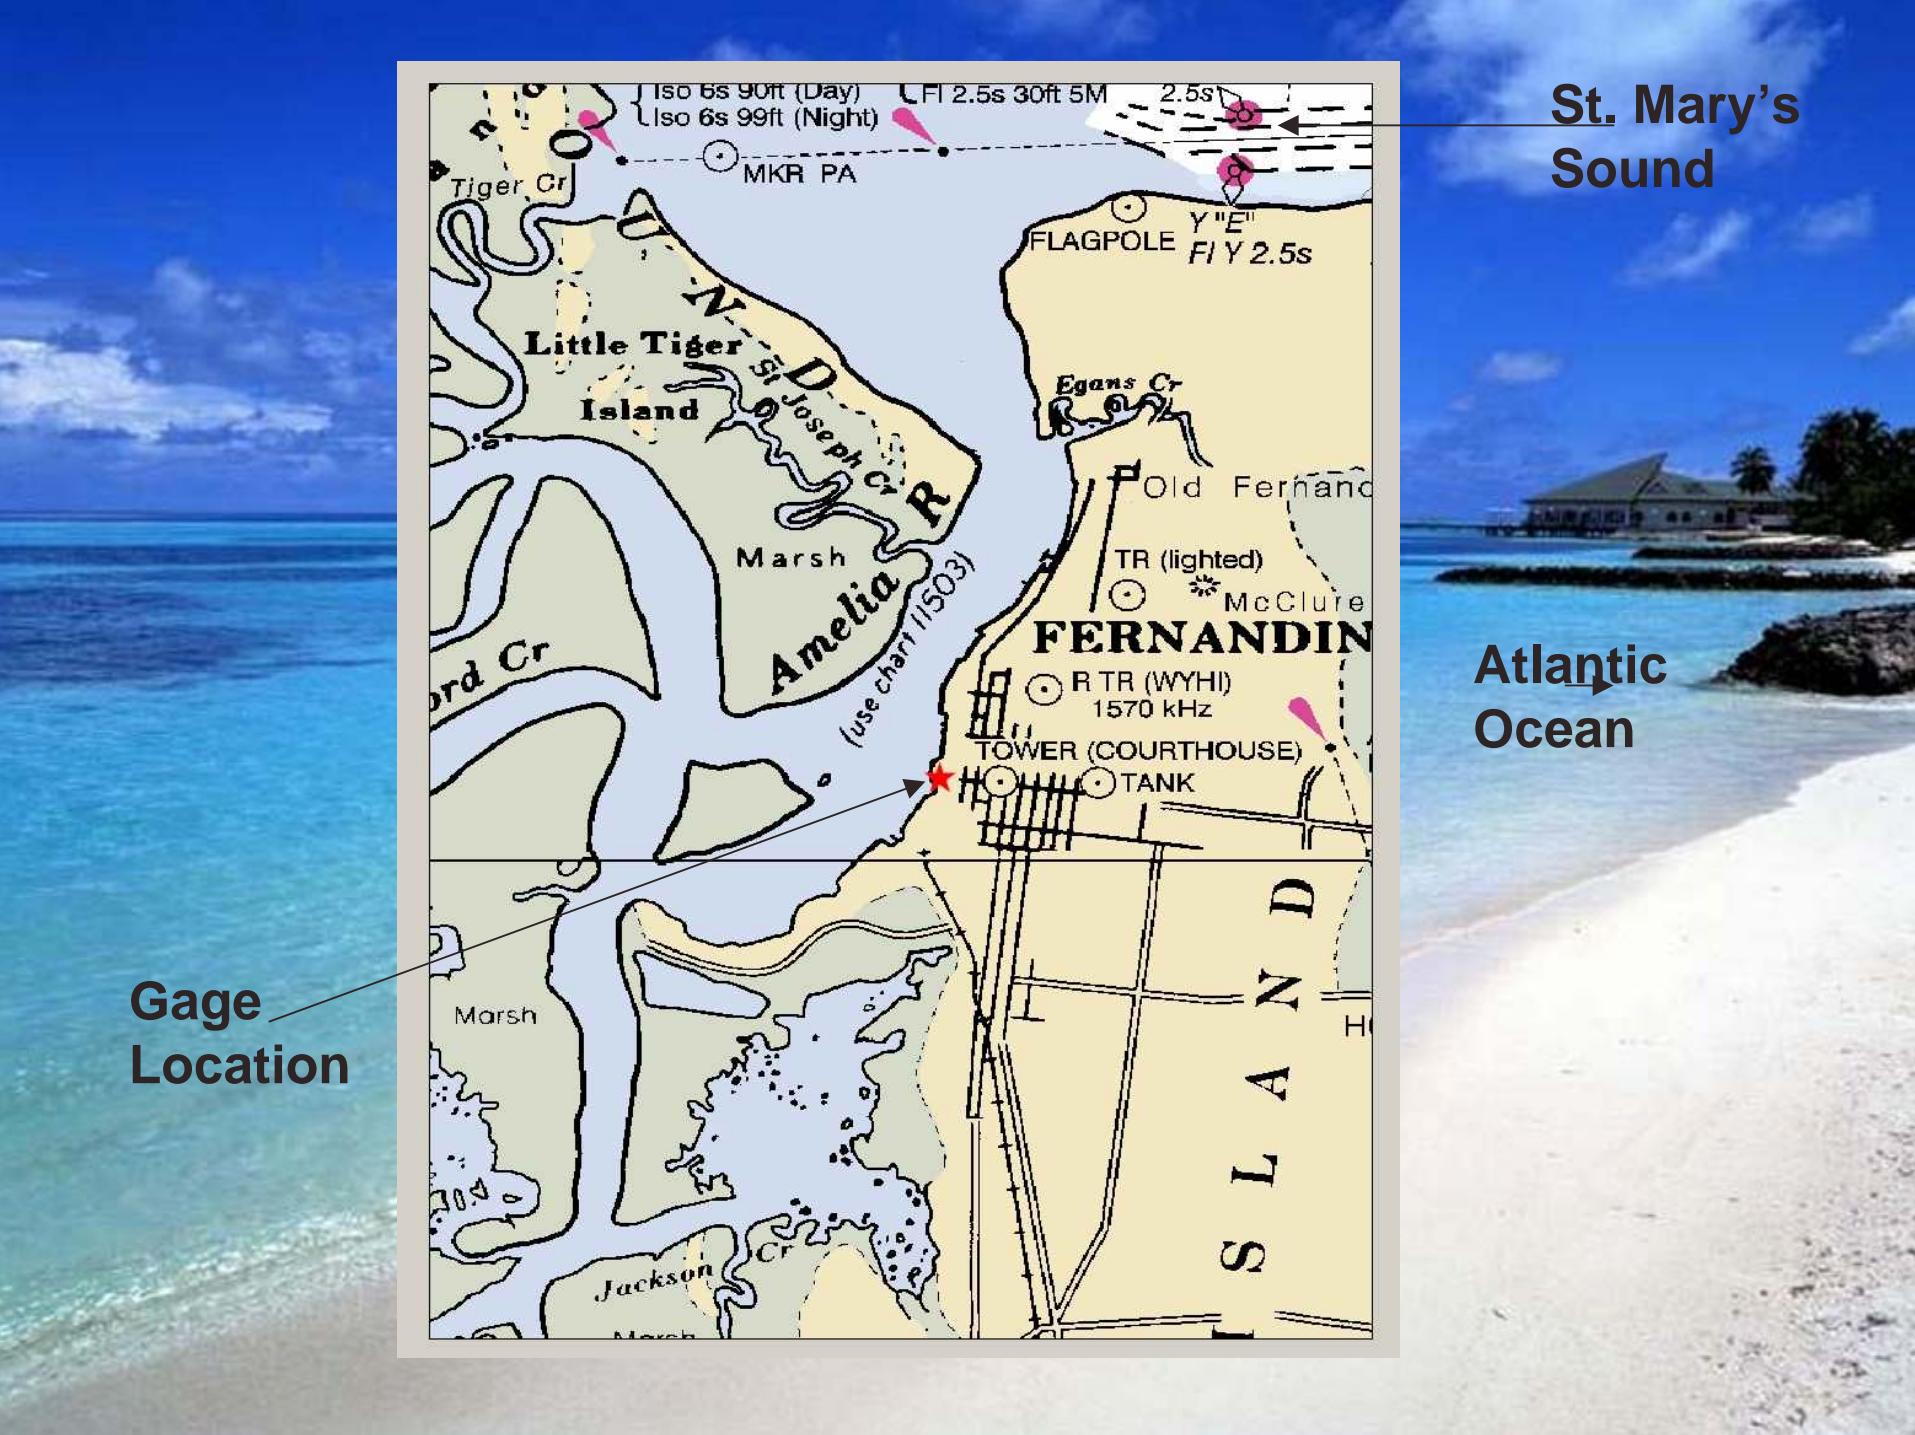 Iso 6s 90ft (Day)
Iso 6s 99ft (Night)
Fl 2.5s 30ft 5M
2.5s
St. Mary’s
Sound
MKR PA
Tiger Cr
Y "E"
Fl Y 2.5s
FLAGPOLE
Little Tiger
Island
St Joseph Cr
Egans Cr
Old Fernand
Marsh
TR (lighted)
McClure
FERNANDIN
Amelia R
(use chart 11503)
ord Cr
R TR (WYHI)
1570 kHz
Atlantic
Ocean
TOWER (COURTHOUSE)
TANK
ISLAND
Gage
Location
Marsh
H
Jackson Cr
Marsh